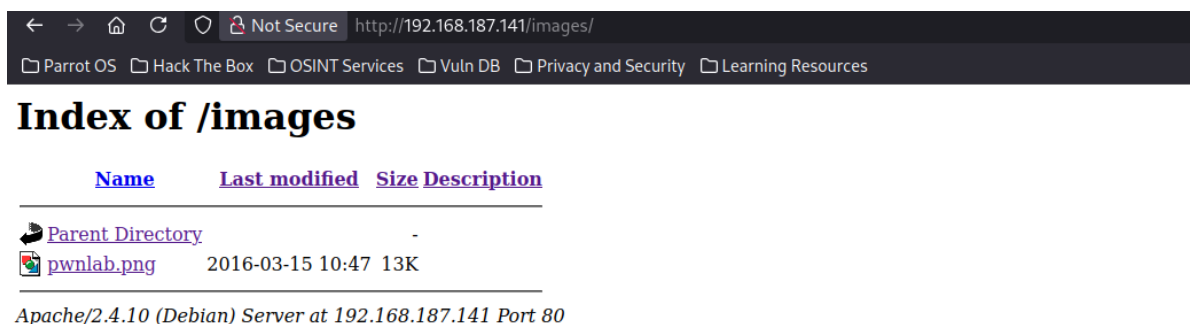 Not Secure http://192.168.187.141/images/
Parrot OS Hack The Box OSINT Services Vuln DB Privacy and Security Learning Resources
Index of /images
Name Last modified Size Description
Parent Directory -
pwnlab.png 2016-03-15 10:47 13K
Apache/2.4.10 (Debian) Server at 192.168.187.141 Port 80